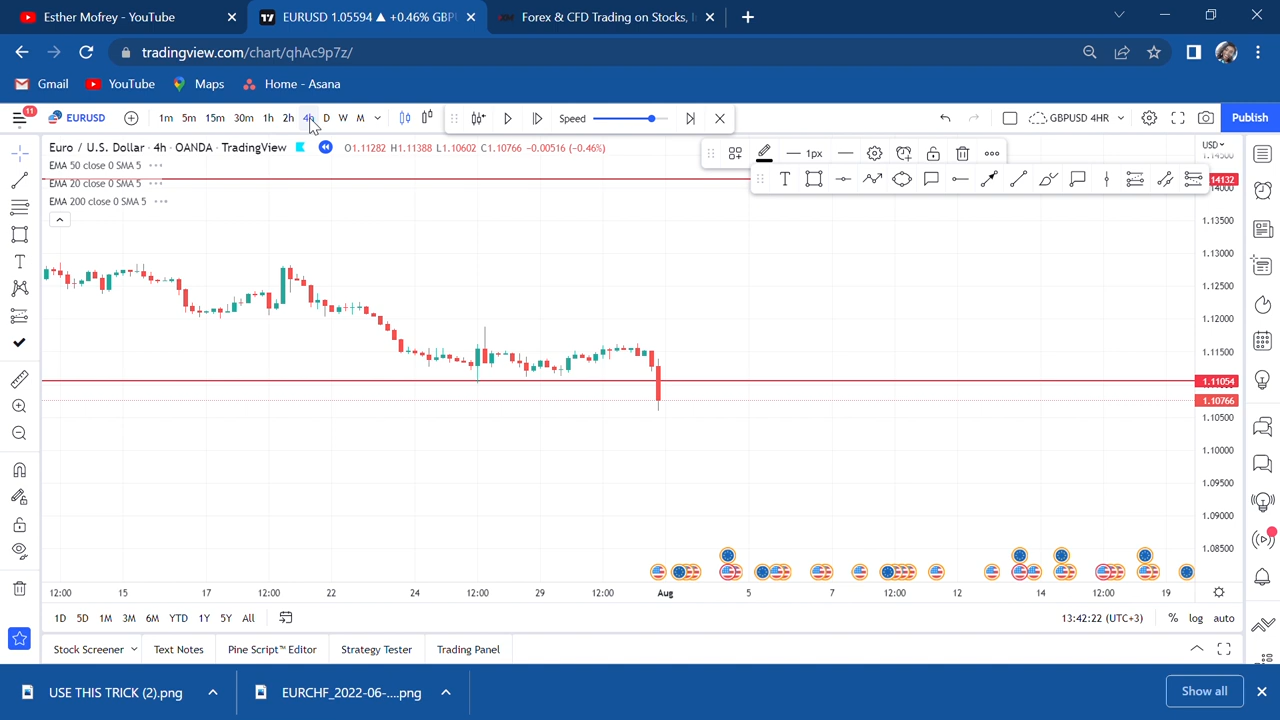 Esther Mofrey - YouTube
EURUSD 1.05594 ▲ +0.46% GBP
Forex & CFD Trading on Stocks, I
tradingview.com/chart/qhAc9p7z/
Gmail
YouTube
Maps
Home - Asana
11
EURUSD
1m 5m 15m 30m 1h 2h 4h D W M
Speed
GBPUSD 4HR
Publish
Euro / U.S. Dollar · 4h · OANDA · TradingView
O1.11282 H1.11388 L1.10602 C1.10766 −0.00516 (−0.46%)
1px
USD
EMA 50 close 0 SMA 5
EMA 20 close 0 SMA 5
EMA 200 close 0 SMA 5
1.14500
14132
1.14000
1.13500
1.13000
1.12500
1.12000
1.11500
1.11054
1.10766
1.10500
1.10000
1.09500
1.09000
1.08500
12:00 15 17 12:00 22 24 12:00 29 12:00 Aug 5 7 12:00 12 14 12:00 19
1D 5D 1M 3M 6M YTD 1Y 5Y All
13:42:22 (UTC+3)
% log auto
Stock Screener
Text Notes
Pine Script™ Editor
Strategy Tester
Trading Panel
USE THIS TRICK (2).png
EURCHF_2022-06-....png
Show all